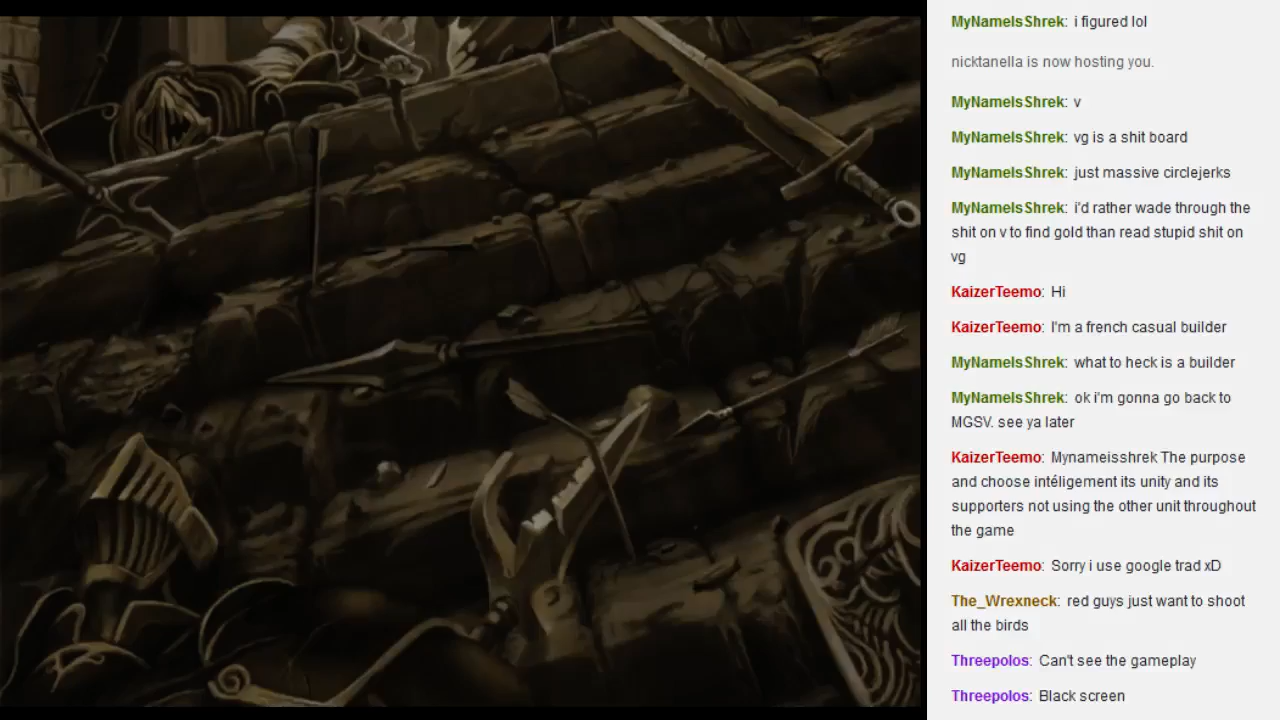 MyNameIsShrek: i figured lol
nicktanella is now hosting you.
MyNameIsShrek: v
MyNameIsShrek: vg is a shit board
MyNameIsShrek: just massive circlejerks
MyNameIsShrek: i'd rather wade through the
shit on v to find gold than read stupid shit on
vg
KaizerTeemo: Hi
KaizerTeemo: I'm a french casual builder
MyNameIsShrek: what to heck is a builder
MyNameIsShrek: ok i'm gonna go back to
MGSV. see ya later
KaizerTeemo: Mynameisshrek The purpose
and choose intéligement its unity and its
supporters not using the other unit throughout
the game
KaizerTeemo: Sorry i use google trad xD
The_Wrexneck: red guys just want to shoot
all the birds
Threepolos: Can't see the gameplay
Threepolos: Black screen